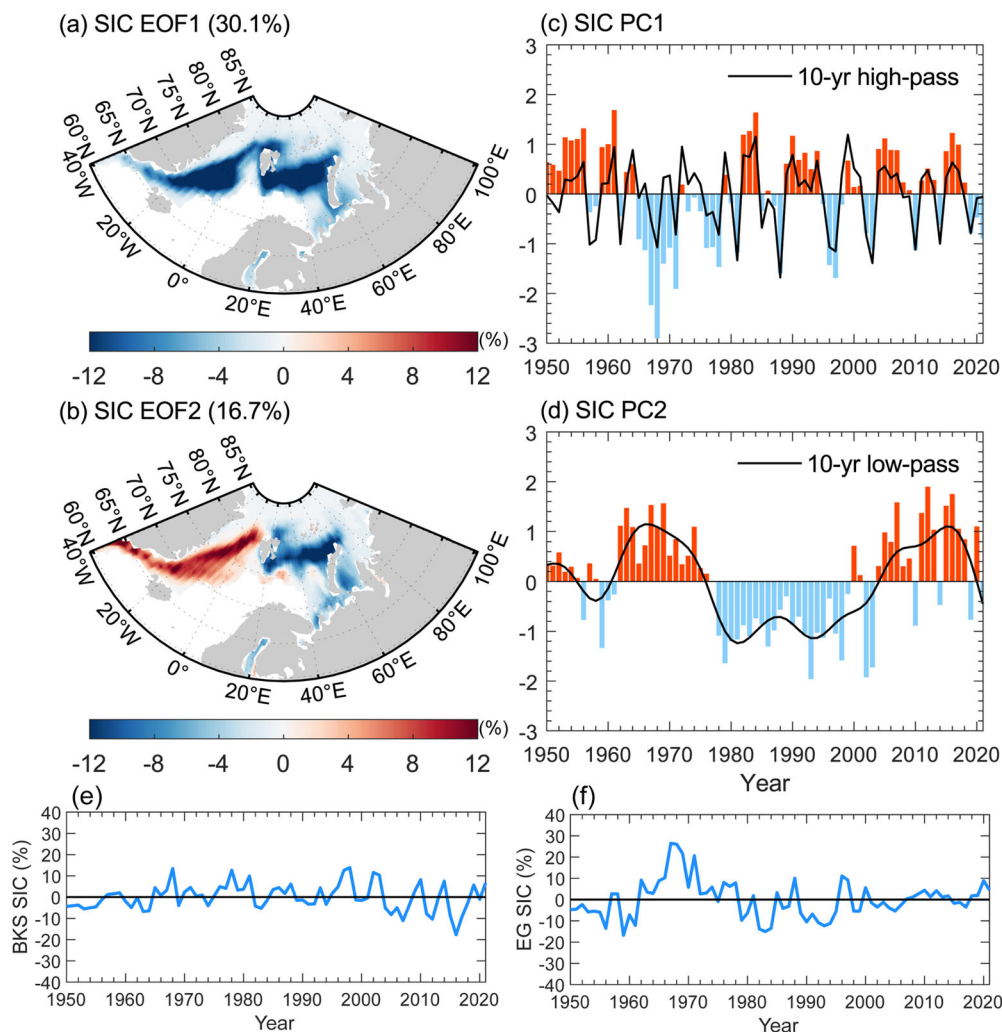 (a) SIC EOF1 (30.1%)
85°N
80°N
75°N
70°N
65°N
60°N
40°W
20°W
0°
20°E
40°E
60°E
80°E
100°E
(%)
-12 -8 -4 0 4 8 12
(c) SIC PC1
10-yr high-pass
3
2
1
0
-1
-2
-3
1950 1960 1970 1980 1990 2000 2010 2020
(b) SIC EOF2 (16.7%)
85°N
80°N
75°N
70°N
65°N
60°N
40°W
20°W
0°
20°E
40°E
60°E
80°E
100°E
(%)
-12 -8 -4 0 4 8 12
(d) SIC PC2
10-yr low-pass
3
2
1
0
-1
-2
-3
1950 1960 1970 1980 1990 2000 2010 2020
Year
(e)
BKS SIC (%)
40
30
20
10
0
-10
-20
-30
-40
1950 1960 1970 1980 1990 2000 2010 2020
Year
(f)
EG SIC (%)
40
30
20
10
0
-10
-20
-30
-40
1950 1960 1970 1980 1990 2000 2010 2020
Year